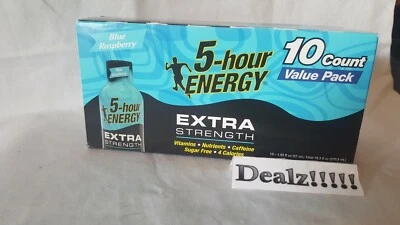 Blue
Raspberry
5-hour
ENERGY
10 Count
Value Pack
5-hour
ENERGY
EXTRA
STRENGTH
EXTRA
STRENGTH
Vitamins • Nutrients • Caffeine
Sugar Free • 4 Calories
Dealz!!!!!